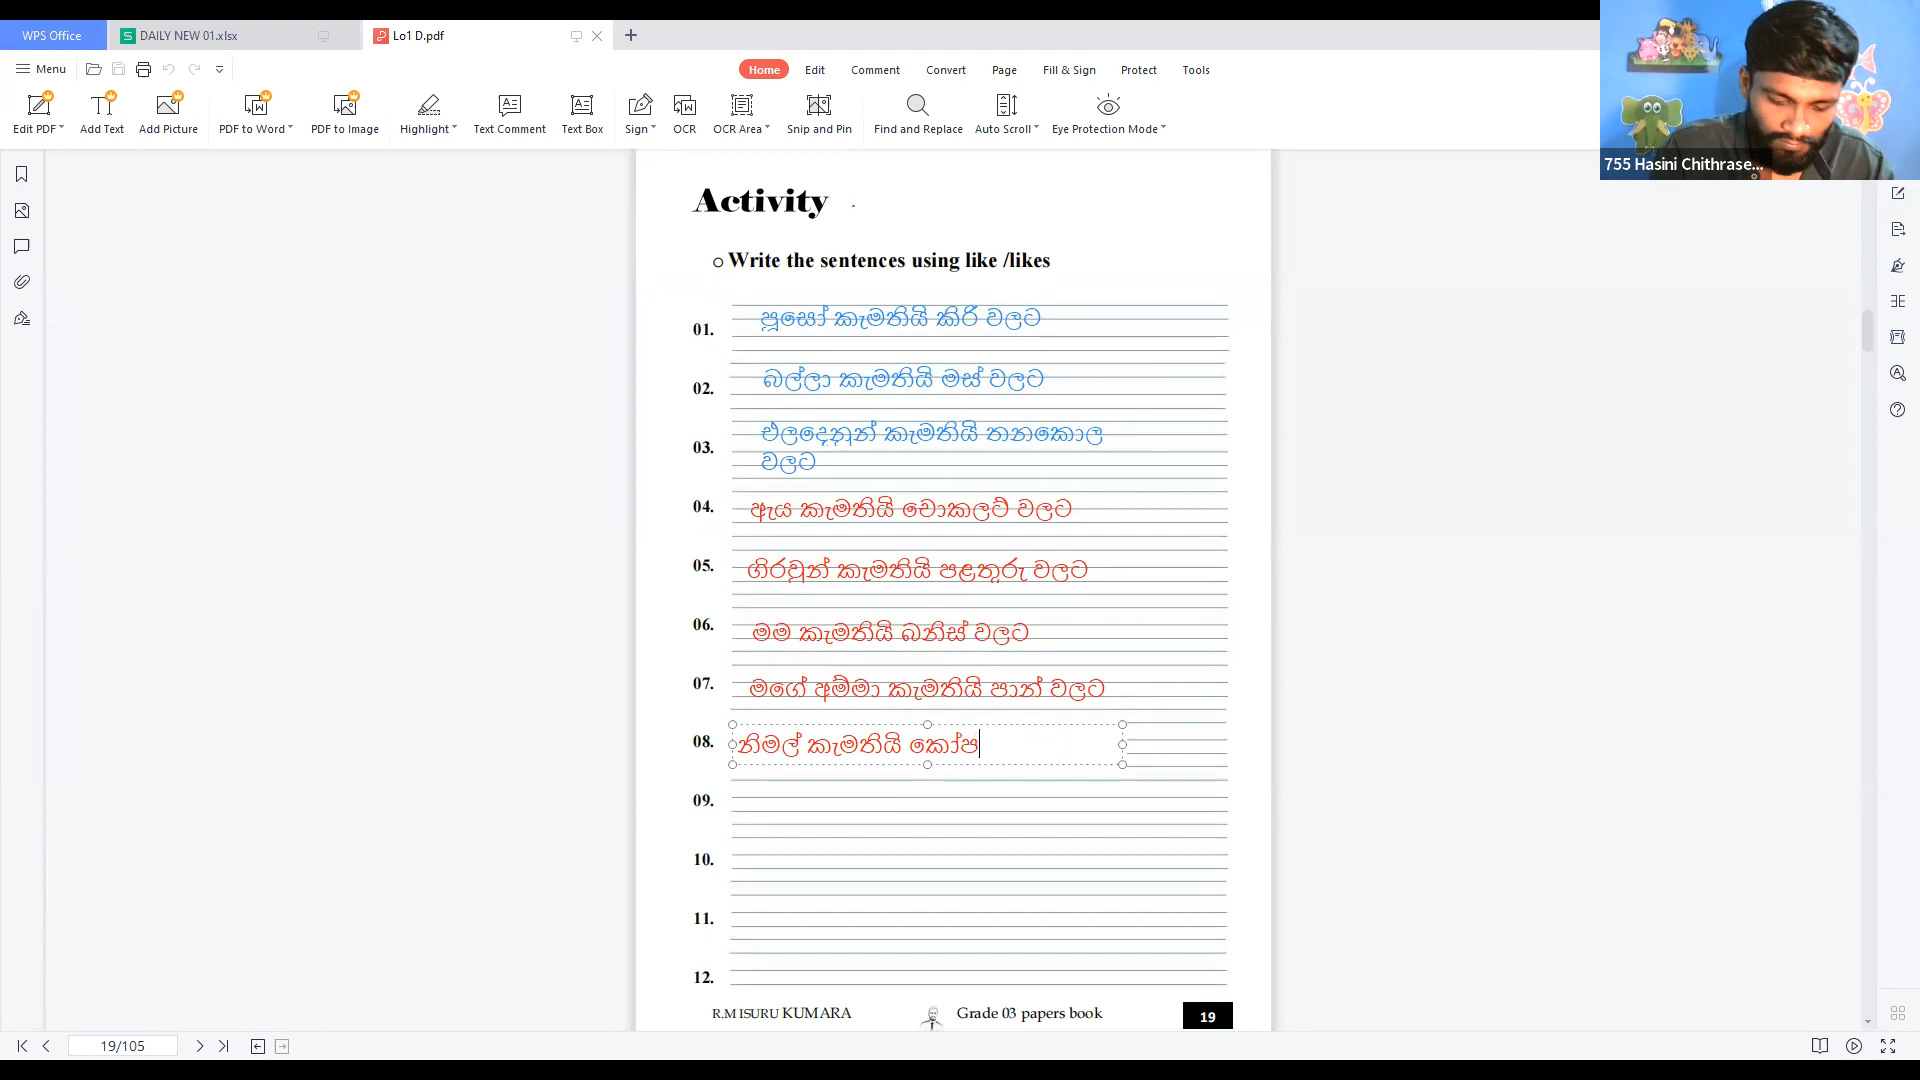 WPS Office
DAILY NEW 01.xlsx
Lo1 D.pdf
Menu
Home Edit Comment Convert Page Fill & Sign Protect Tools
Edit PDF Add Text Add Picture PDF to Word PDF to Image Highlight Text Comment Text Box Sign OCR OCR Area Snip and Pin Find and Replace Auto Scroll Eye Protection Mode
755 Hasini Chithrase...
Activity
Write the sentences using like /likes
01. පූසෝ කැමතියි කිරි වලට
02. බල්ලා කැමතියි මස් වලට
03. එලදෙනුන් කැමතියි තනකොල
වලට
04. ඇය කැමතියි චොකලට් වලට
05. ගිරවුන් කැමතියි පළතුරු වලට
06. මම කැමතියි බනිස් වලට
07. මගේ අම්මා කැමතියි පාන් වලට
08. නිමල් කැමතියි කෝප
09.
10.
11.
12.
R.M ISURU KUMARA
Grade 03 papers book
19
19/105